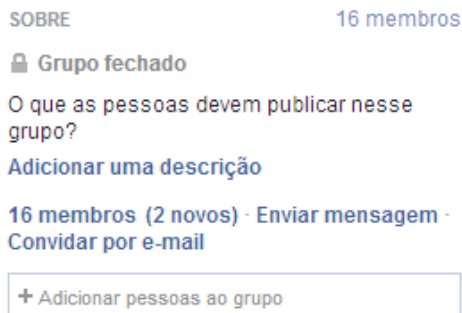 SOBRE 16 membros
Grupo fechado
O que as pessoas devem publicar nesse
grupo?
Adicionar uma descrição
16 membros (2 novos) · Enviar mensagem ·
Convidar por e-mail
+ Adicionar pessoas ao grupo